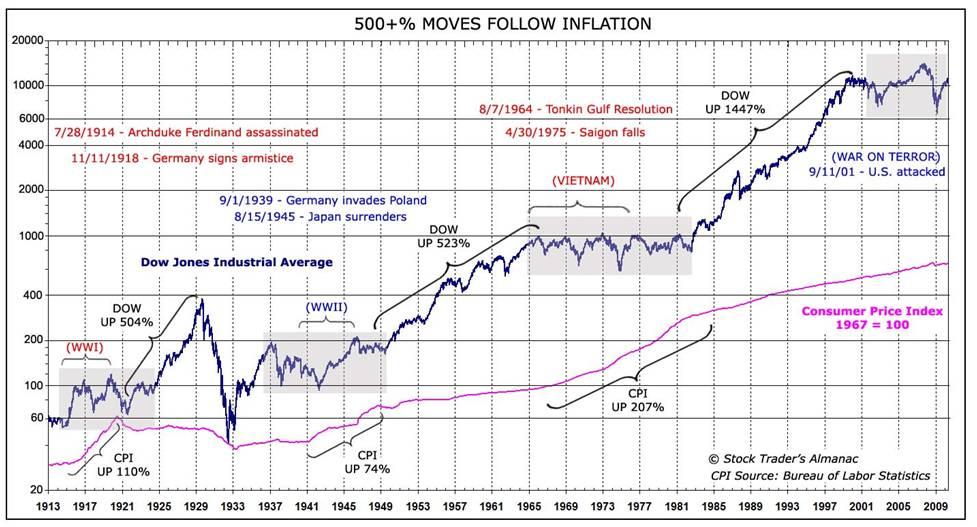 500+% MOVES FOLLOW INFLATION
20000
10000
6000
4000
2000
1000
400
200
100
60
20
7/28/1914 - Archduke Ferdinand assassinated
11/11/1918 - Germany signs armistice
9/1/1939 - Germany invades Poland
8/15/1945 - Japan surrenders
8/7/1964 - Tonkin Gulf Resolution
4/30/1975 - Saigon falls
(VIETNAM)
DOW
UP 1447%
(WAR ON TERROR)
9/11/01 - U.S. attacked
DOW
UP 523%
Dow Jones Industrial Average
DOW
UP 504%
(WWI)
(WWII)
Consumer Price Index
1967 = 100
CPI
UP 207%
CPI
UP 110%
CPI
UP 74%
© Stock Trader's Almanac
CPI Source: Bureau of Labor Statistics
1913 1917 1921 1925 1929 1933 1937 1941 1945 1949 1953 1957 1961 1965 1969 1973 1977 1981 1985 1989 1993 1997 2001 2005 2009